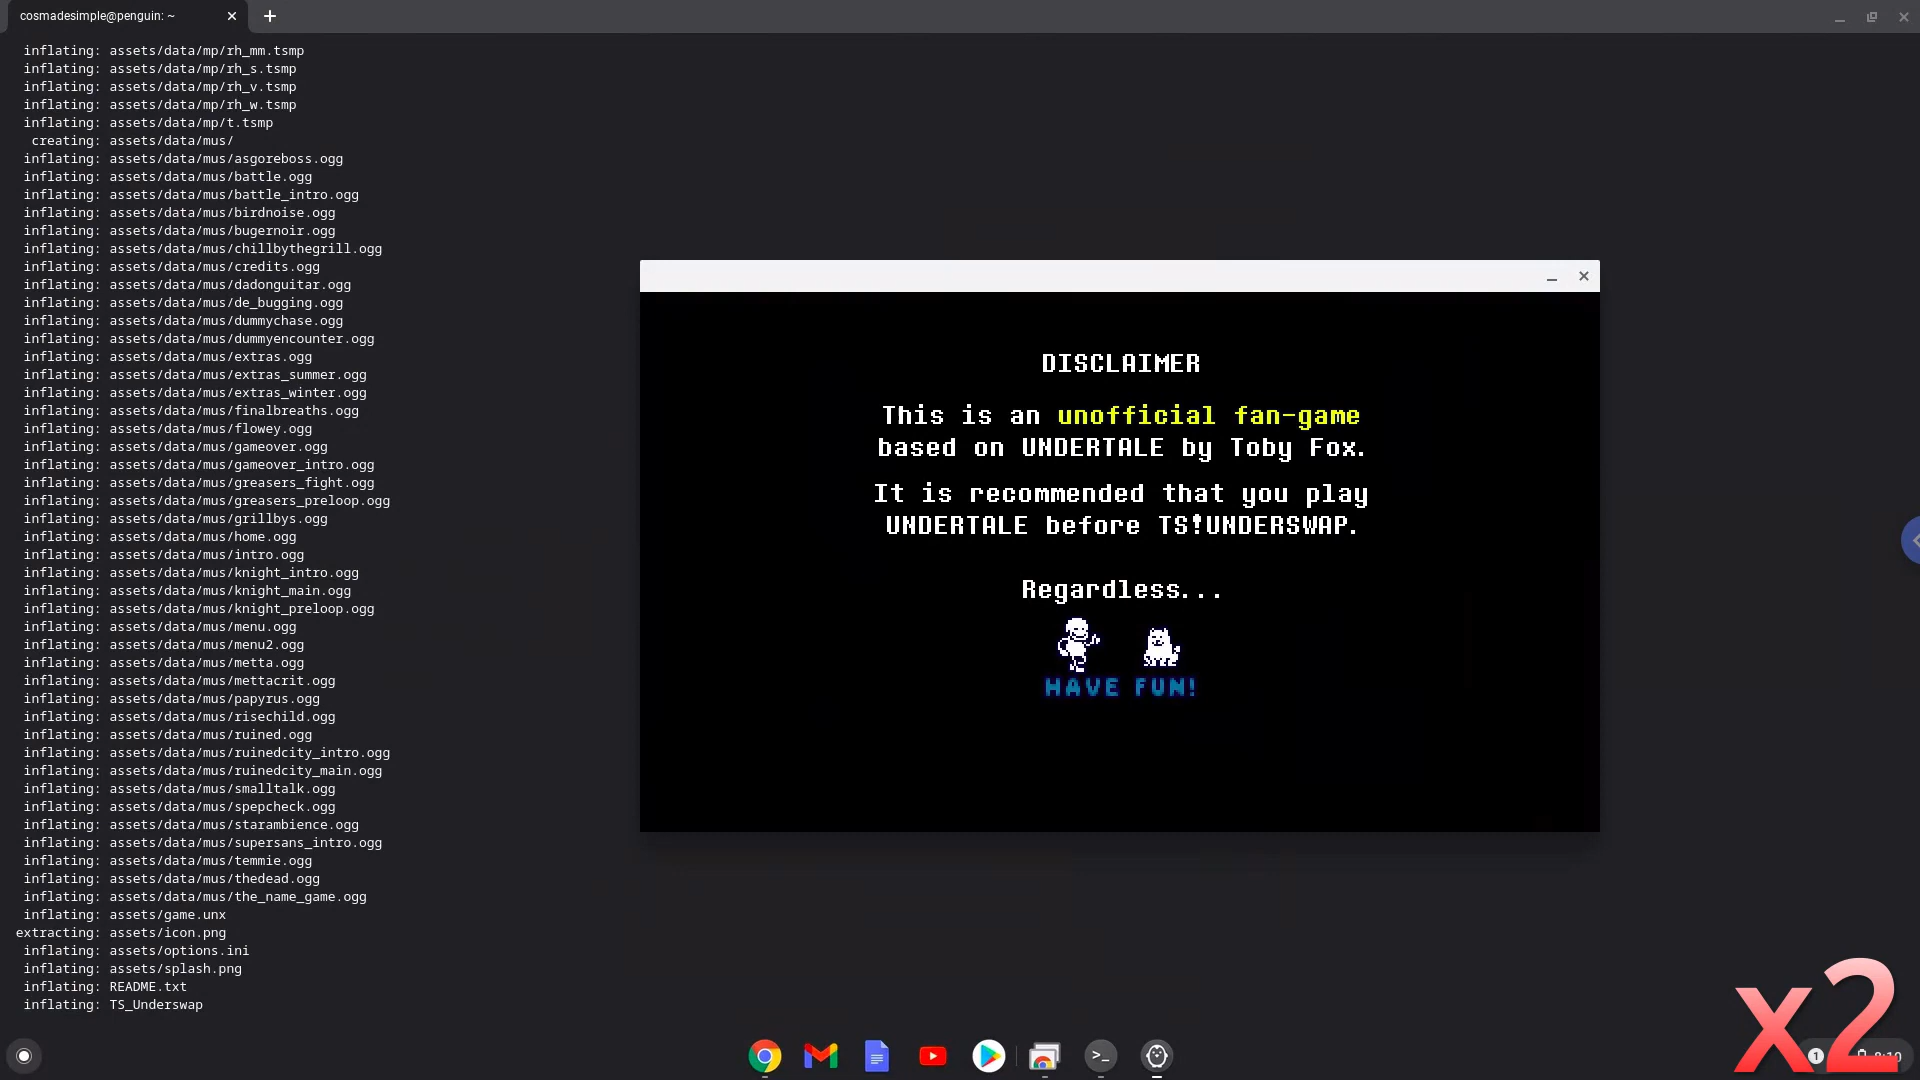 cosmadesimple@penguin: ~
inflating: assets/data/mp/rh_mm.tsmp
inflating: assets/data/mp/rh_s.tsmp
inflating: assets/data/mp/rh_v.tsmp
inflating: assets/data/mp/rh_w.tsmp
inflating: assets/data/mp/t.tsmp
creating: assets/data/mus/
inflating: assets/data/mus/asgoreboss.ogg
inflating: assets/data/mus/battle.ogg
inflating: assets/data/mus/battle_intro.ogg
inflating: assets/data/mus/birdnoise.ogg
inflating: assets/data/mus/bugernoir.ogg
inflating: assets/data/mus/chillbythegrill.ogg
inflating: assets/data/mus/credits.ogg
inflating: assets/data/mus/dadonguitar.ogg
inflating: assets/data/mus/de_bugging.ogg
inflating: assets/data/mus/dummychase.ogg
inflating: assets/data/mus/dummyencounter.ogg
inflating: assets/data/mus/extras.ogg
inflating: assets/data/mus/extras_summer.ogg
inflating: assets/data/mus/extras_winter.ogg
inflating: assets/data/mus/finalbreaths.ogg
inflating: assets/data/mus/flowey.ogg
inflating: assets/data/mus/gameover.ogg
inflating: assets/data/mus/gameover_intro.ogg
inflating: assets/data/mus/greasers_fight.ogg
inflating: assets/data/mus/greasers_preloop.ogg
inflating: assets/data/mus/grillbys.ogg
inflating: assets/data/mus/home.ogg
inflating: assets/data/mus/intro.ogg
inflating: assets/data/mus/knight_intro.ogg
inflating: assets/data/mus/knight_main.ogg
inflating: assets/data/mus/knight_preloop.ogg
inflating: assets/data/mus/menu.ogg
inflating: assets/data/mus/menu2.ogg
inflating: assets/data/mus/metta.ogg
inflating: assets/data/mus/mettacrit.ogg
inflating: assets/data/mus/papyrus.ogg
inflating: assets/data/mus/risechild.ogg
inflating: assets/data/mus/ruined.ogg
inflating: assets/data/mus/ruinedcity_intro.ogg
inflating: assets/data/mus/ruinedcity_main.ogg
inflating: assets/data/mus/smalltalk.ogg
inflating: assets/data/mus/spepcheck.ogg
inflating: assets/data/mus/starambience.ogg
inflating: assets/data/mus/supersans_intro.ogg
inflating: assets/data/mus/temmie.ogg
inflating: assets/data/mus/thedead.ogg
inflating: assets/data/mus/the_name_game.ogg
inflating: assets/game.unx
extracting: assets/icon.png
inflating: assets/options.ini
inflating: assets/splash.png
inflating: README.txt
inflating: TS_Underswap
DISCLAIMER
This is an unofficial fan-game
based on UNDERTALE by Toby Fox.
It is recommended that you play
UNDERTALE before TS!UNDERSWAP.
Regardless...
HAVE FUN!
x2
1